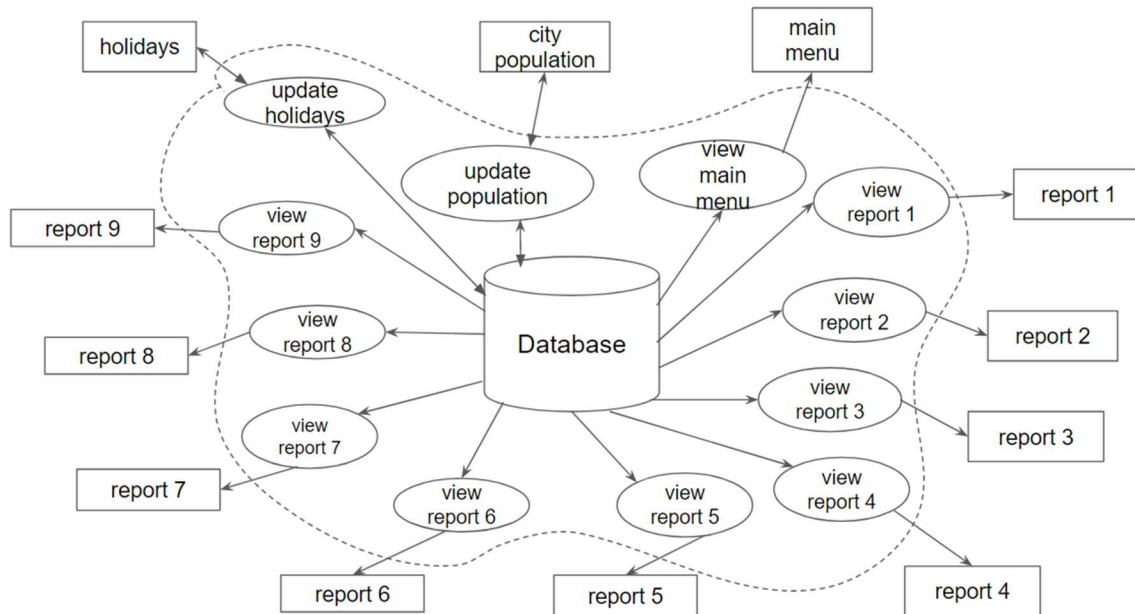 holidays
city
population
main
menu
update
holidays
update
population
view
main
menu
view
report 1
report 1
report 9
view
report 9
view
report 2
report 2
report 8
view
report 8
Database
view
report 3
report 3
view
report 7
report 7
view
report 6
view
report 5
view
report 4
report 6
report 5
report 4